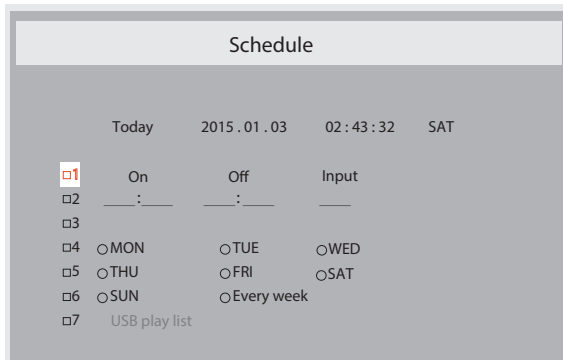 Schedule
Today 2015 . 01 . 03 02 : 43 : 32 SAT
□1 On Off Input
□2 ____:____ ____:____ ____
□3
□4 ○MON ○TUE ○WED
□5 ○THU ○FRI ○SAT
□6 ○SUN ○Every week
□7 USB play list